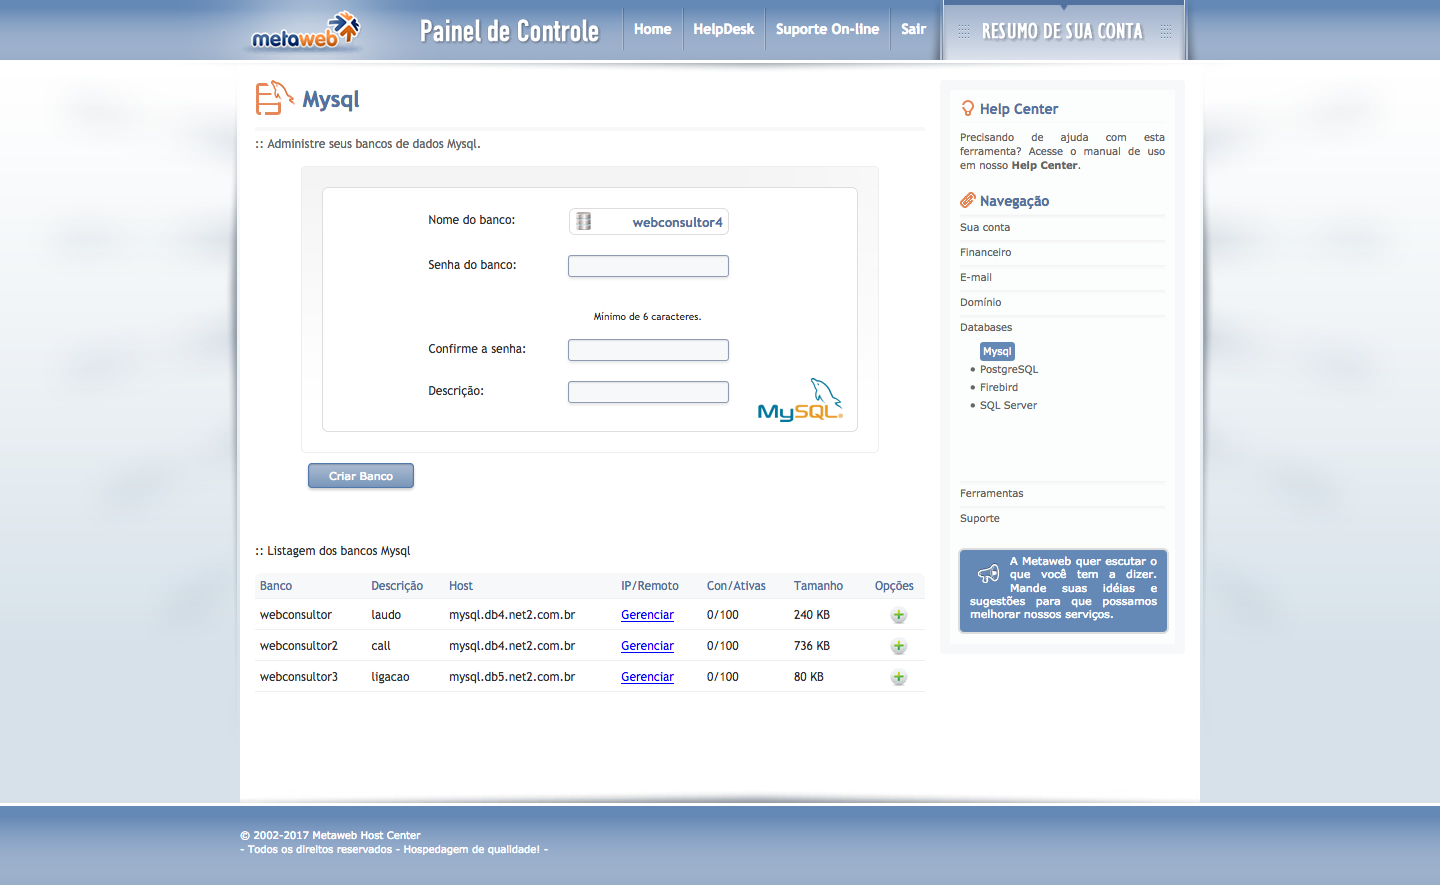 metaweb
Painel de Controle
Home
HelpDesk
Suporte On-line
Sair
RESUMO DE SUA CONTA
Mysql
:: Administre seus bancos de dados Mysql.
Nome do banco:
webconsultor4
Senha do banco:
Mínimo de 6 caracteres.
Confirme a senha:
Descrição:
MySQL®
Criar Banco
:: Listagem dos bancos Mysql
Banco Descrição Host IP/Remoto Con/Ativas Tamanho Opções
webconsultor laudo mysql.db4.net2.com.br Gerenciar 0/100 240 KB
webconsultor2 call mysql.db4.net2.com.br Gerenciar 0/100 736 KB
webconsultor3 ligacao mysql.db5.net2.com.br Gerenciar 0/100 80 KB
Help Center
Precisando de ajuda com esta
ferramenta? Acesse o manual de uso
em nosso Help Center.
Navegação
Sua conta
Financeiro
E-mail
Domínio
Databases
Mysql
• PostgreSQL
• Firebird
• SQL Server
Ferramentas
Suporte
A Metaweb quer escutar o
que você tem a dizer.
Mande suas idéias e
sugestões para que possamos
melhorar nossos serviços.
© 2002-2017 Metaweb Host Center
- Todos os direitos reservados - Hospedagem de qualidade! -